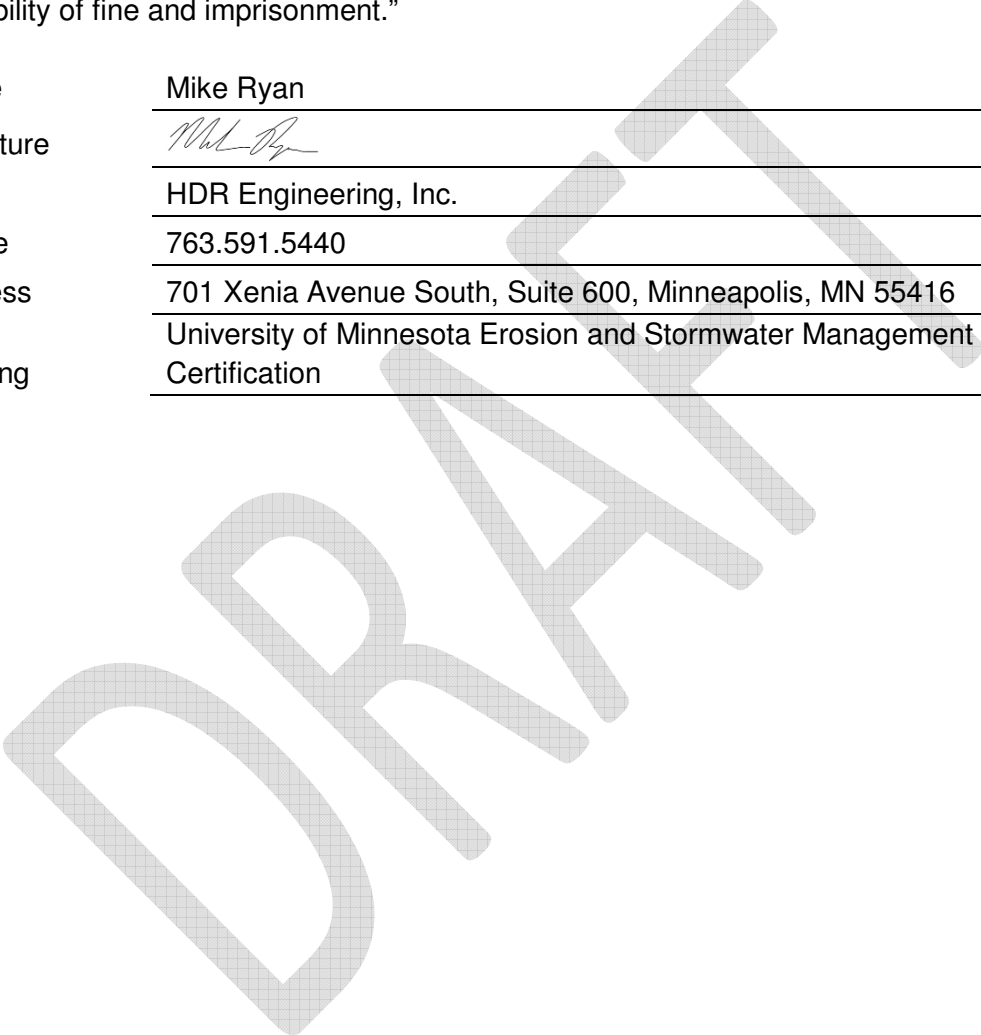 bility of fine and imprisonment.”
e Mike Ryan
ture
HDR Engineering, Inc.
e 763.591.5440
ess 701 Xenia Avenue South, Suite 600, Minneapolis, MN 55416
University of Minnesota Erosion and Stormwater Management
ng Certification
DRAFT